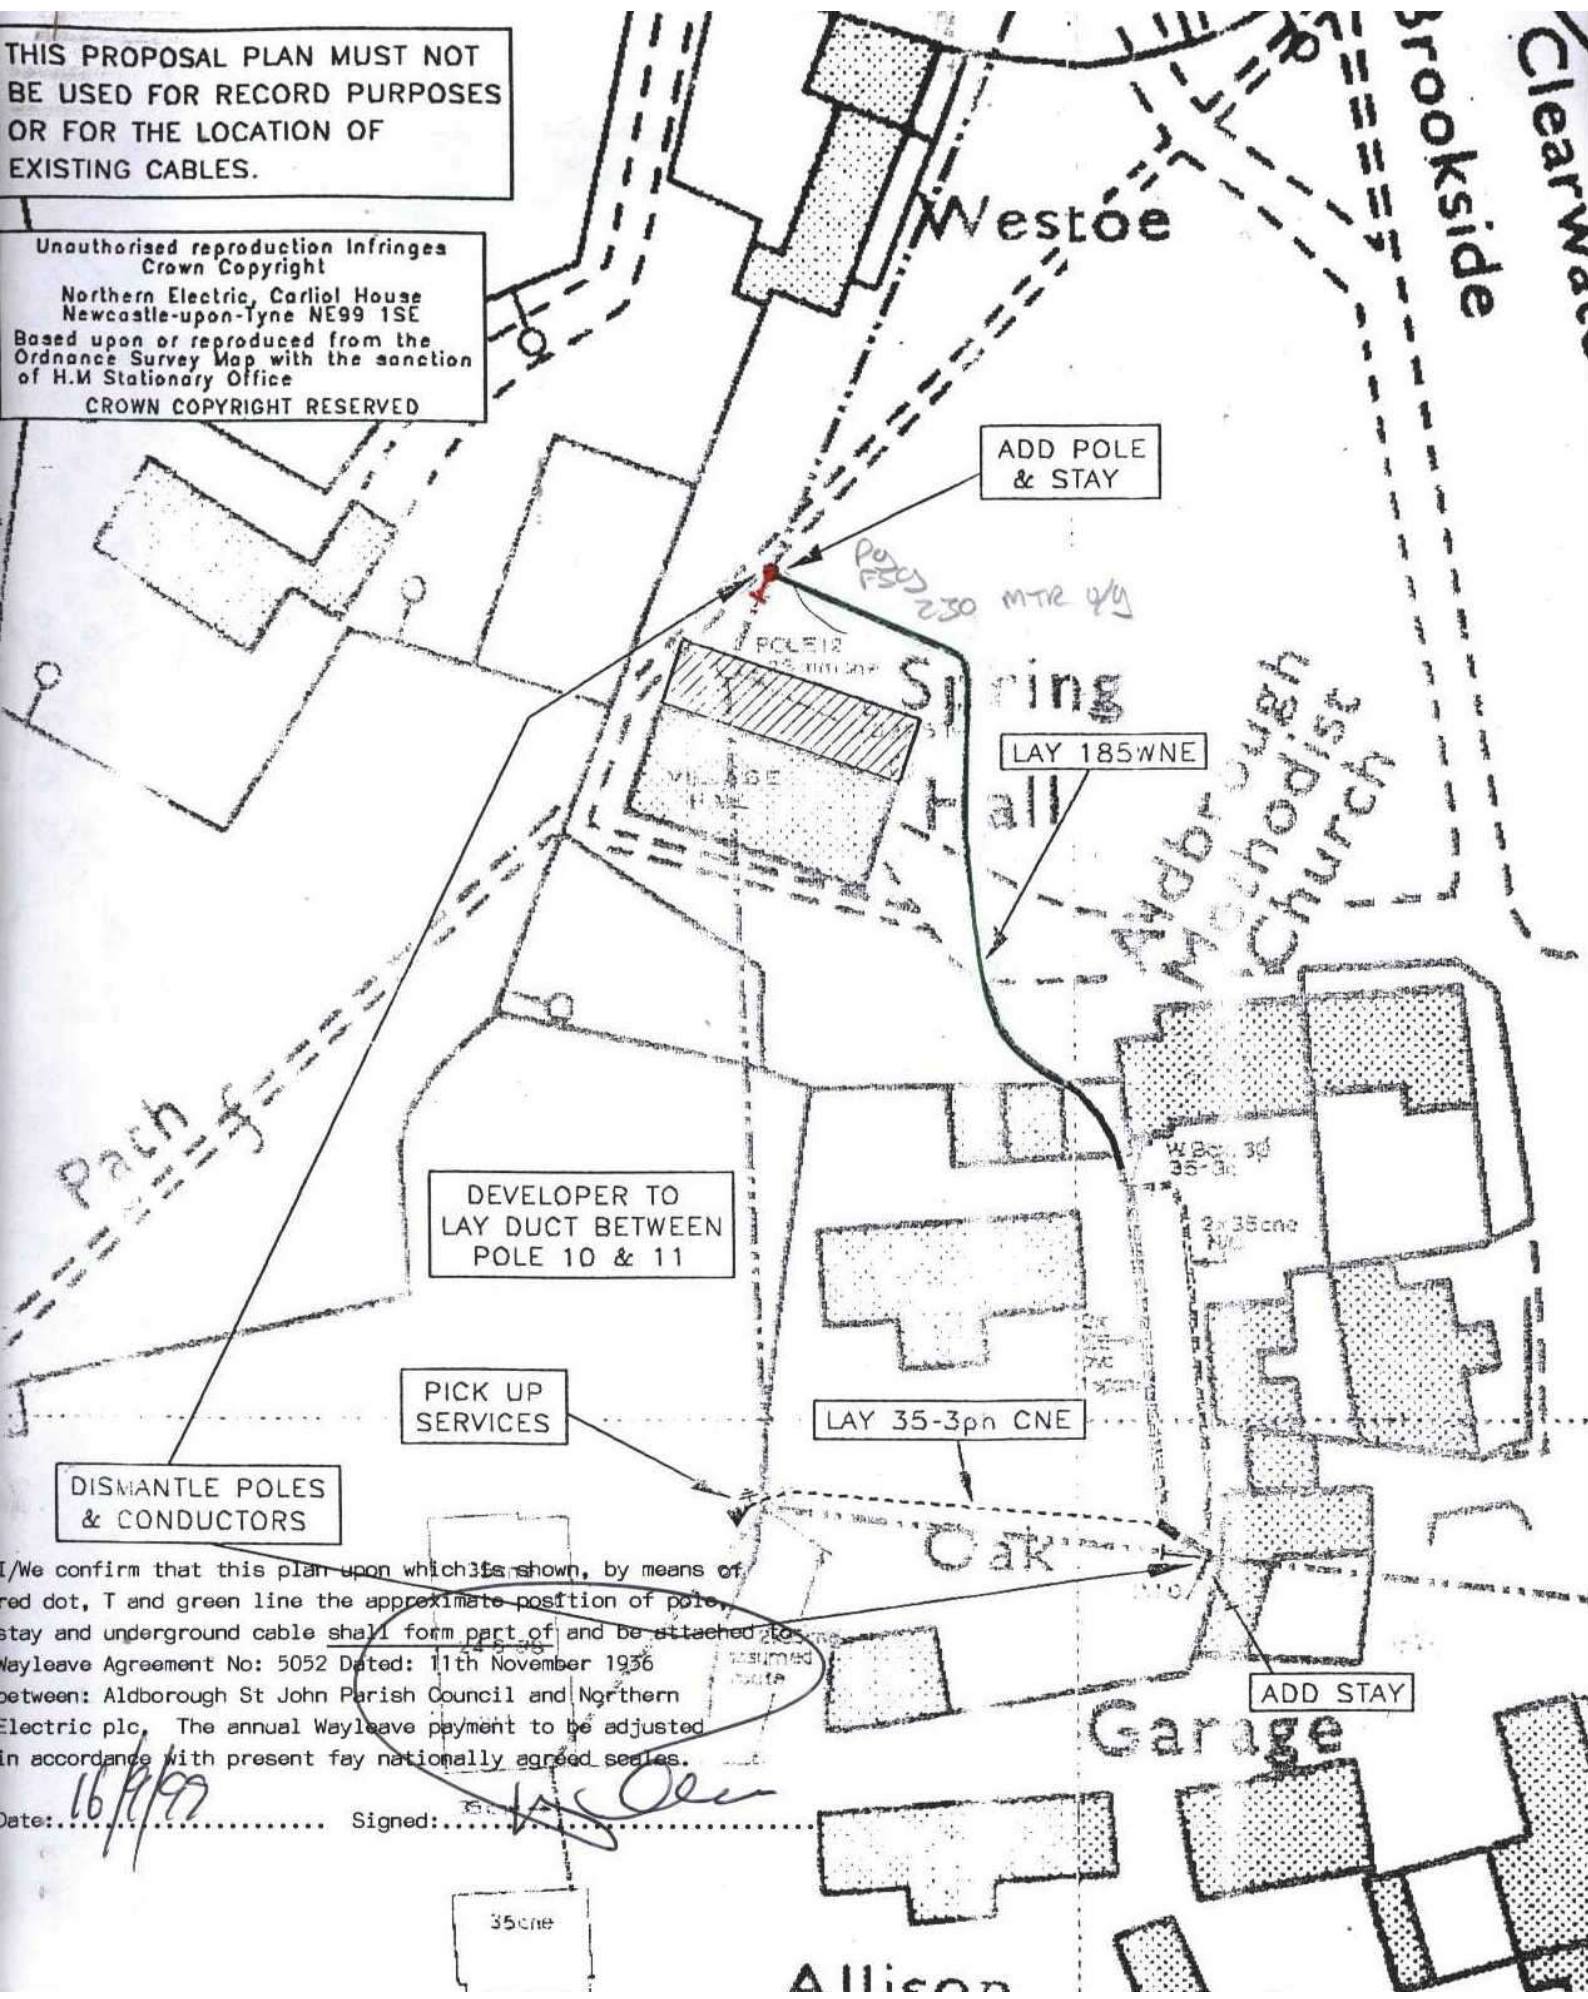 THIS PROPOSAL PLAN MUST NOT
BE USED FOR RECORD PURPOSES
OR FOR THE LOCATION OF
EXISTING CABLES.
Unauthorised reproduction Infringes
Crown Copyright
Northern Electric, Carliol House
Newcastle-upon-Tyne NE99 1SE
Based upon or reproduced from the
Ordnance Survey Map with the sanction
of H.M Stationary Office
CROWN COPYRIGHT RESERVED
Brookside
Westoe
ADD POLE
& STAY
230 MTR
POLE 12
Spring
Hall
LAY 185WNE
VILLAGE
Aldbrough
Methodist
Church
Path
DEVELOPER TO
LAY DUCT BETWEEN
POLE 10 & 11
2x35cne
PICK UP
SERVICES
LAY 35-3ph CNE
DISMANTLE POLES
& CONDUCTORS
Oak
I/We confirm that this plan upon which is shown, by means of
red dot, T and green line the approximate position of pole,
stay and underground cable shall form part of and be attached to
Wayleave Agreement No: 5052 Dated: 11th November 1936
between: Aldborough St John Parish Council and Northern
Electric plc. The annual Wayleave payment to be adjusted
in accordance with present fay nationally agreed scales.
assumed
route
ADD STAY
Garage
Date: 16/9/99 Signed:
35cne
Allison